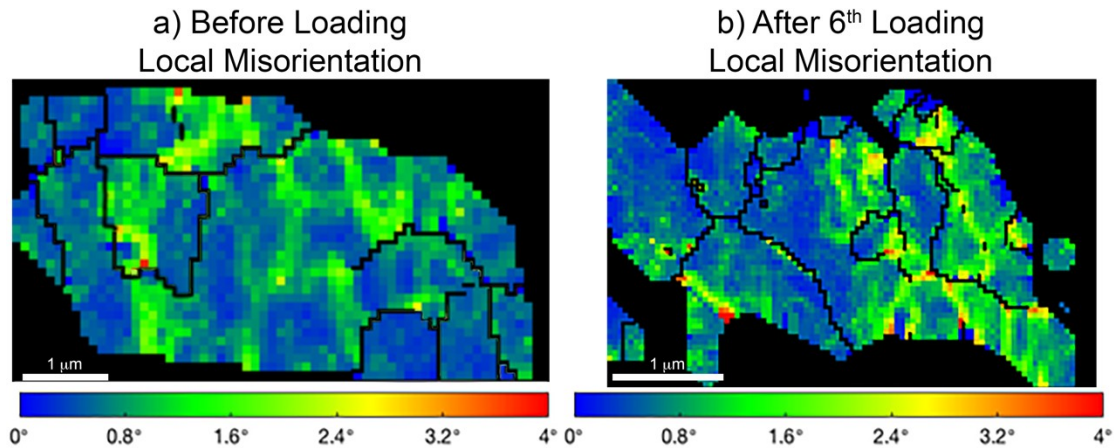 a) Before Loading
Local Misorientation
b) After 6th Loading
Local Misorientation
1 μm
1 μm
0° 0.8° 1.6° 2.4° 3.2° 4°
0° 0.8° 1.6° 2.4° 3.2° 4°